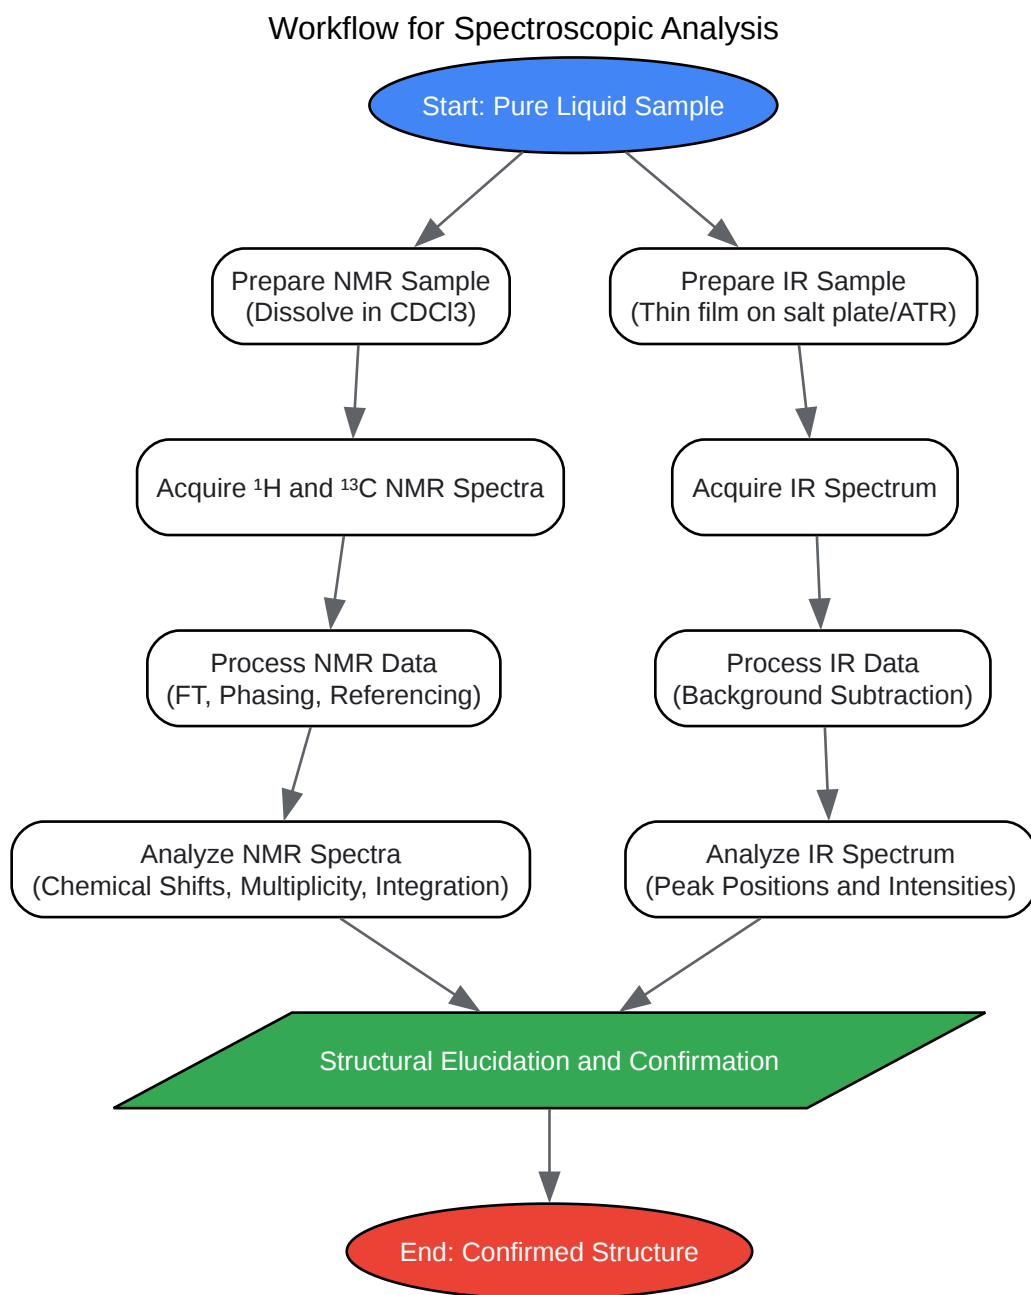 Workflow for Spectroscopic Analysis
Start: Pure Liquid Sample
Prepare NMR Sample
(Dissolve in CDCl3)
Prepare IR Sample
(Thin film on salt plate/ATR)
Acquire ¹H and ¹³C NMR Spectra
Acquire IR Spectrum
Process NMR Data
(FT, Phasing, Referencing)
Process IR Data
(Background Subtraction)
Analyze NMR Spectra
(Chemical Shifts, Multiplicity, Integration)
Analyze IR Spectrum
(Peak Positions and Intensities)
Structural Elucidation and Confirmation
End: Confirmed Structure